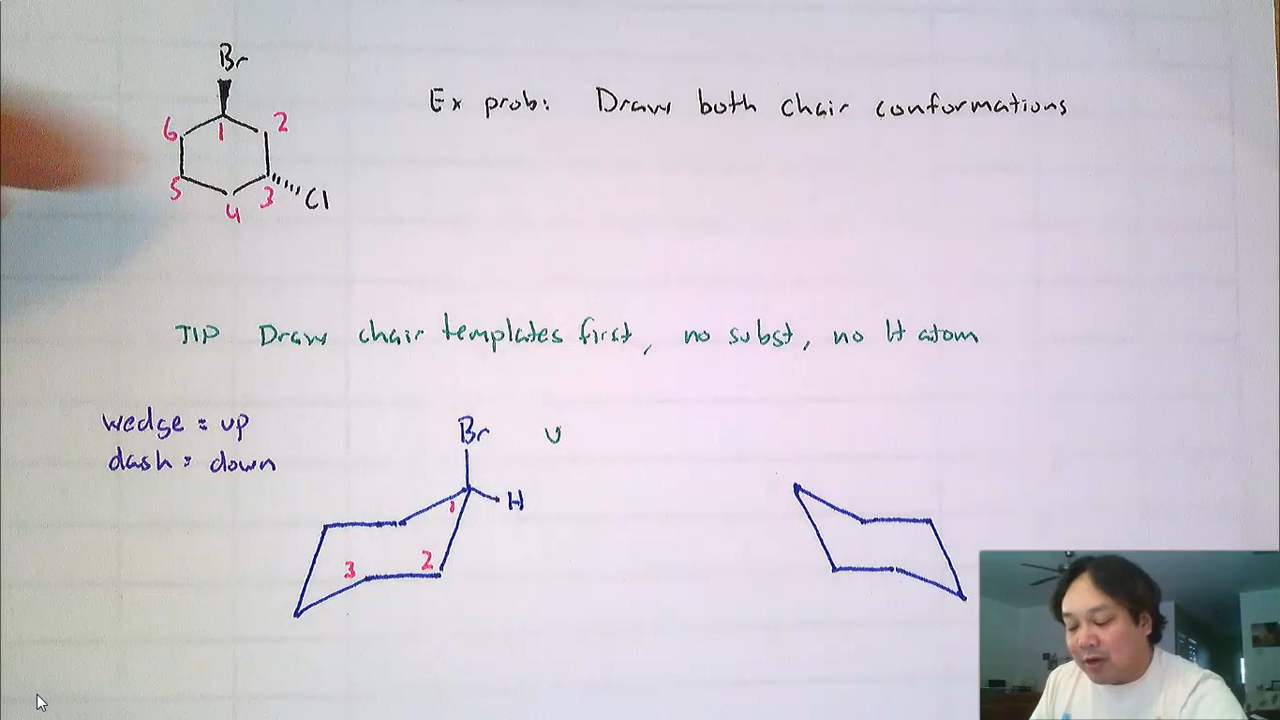 Br
Ex prob: Draw both chair conformations
6 1 2
5 4 3 Cl
TIP Draw chair templates first, no subst, no H atom
wedge = up
dash = down
Br U
1 H
3 2